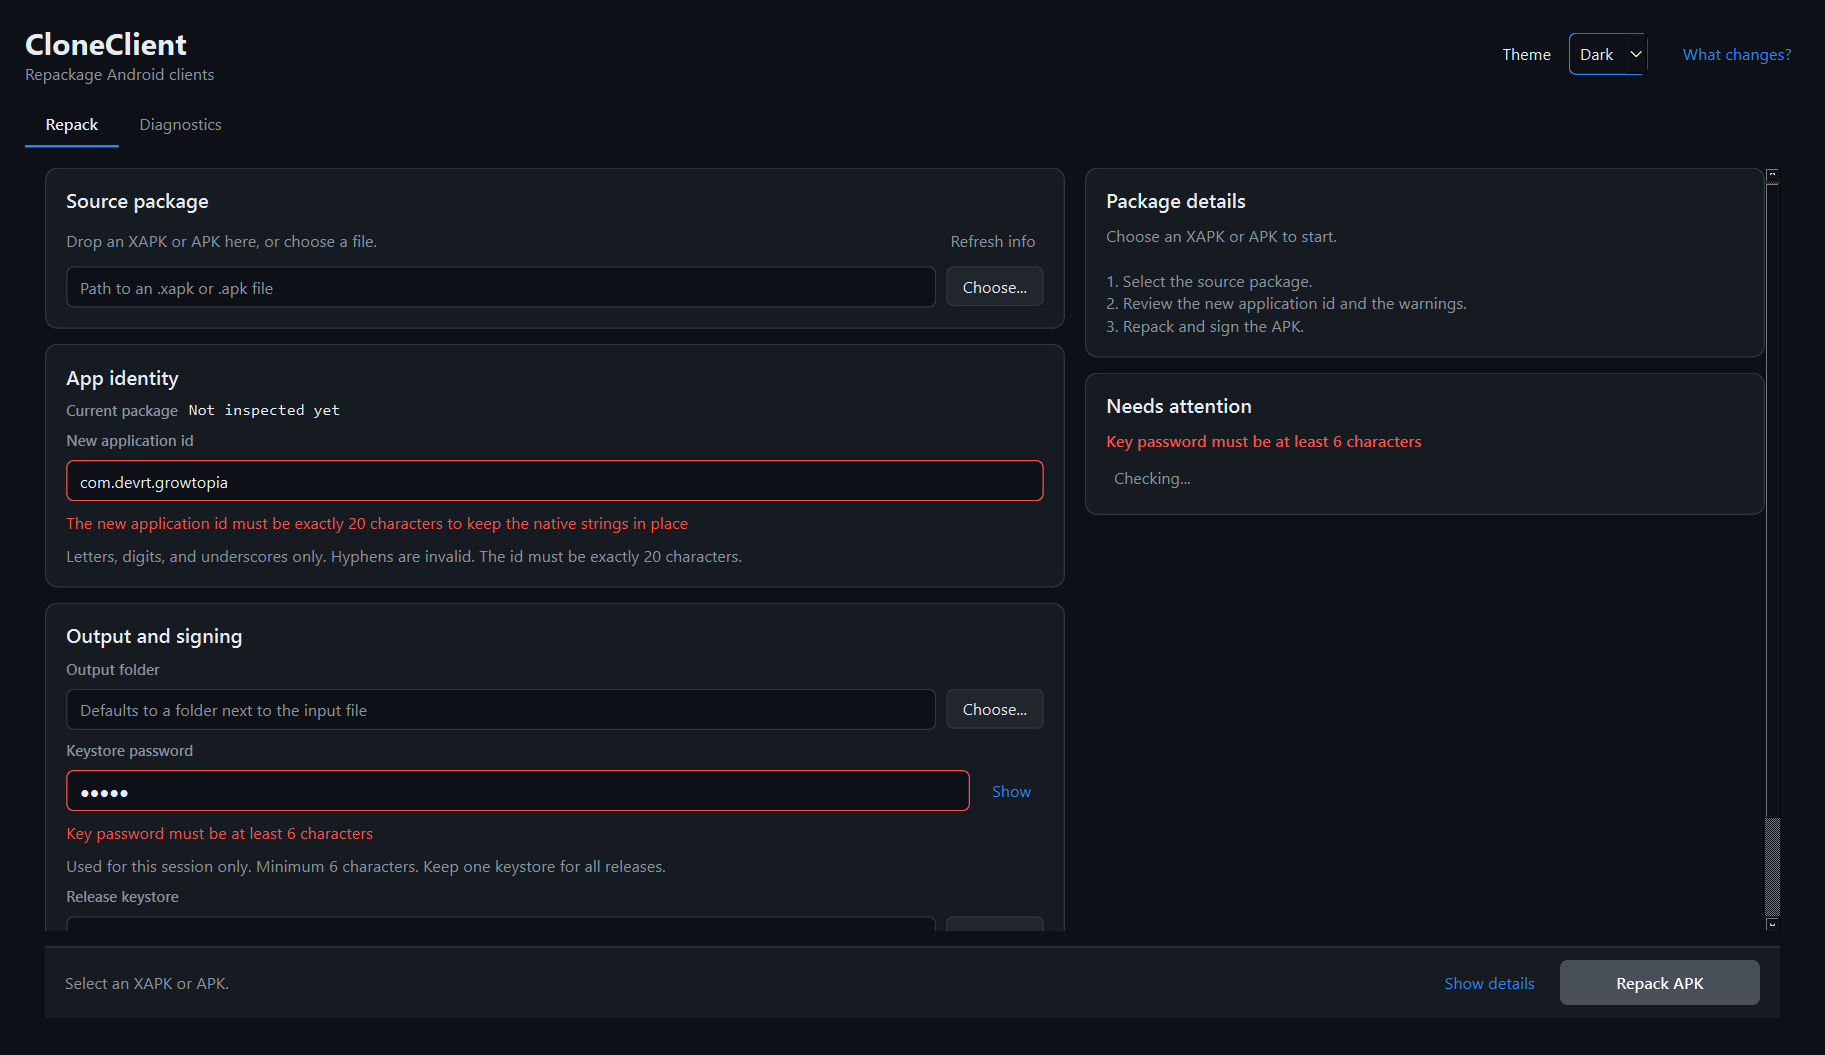 CloneClient
Repackage Android clients
Theme
Dark
What changes?
Repack
Diagnostics
Source package
Drop an XAPK or APK here, or choose a file.
Refresh info
Path to an .xapk or .apk file
Choose...
App identity
Current package Not inspected yet
New application id
com.devrt.growtopia
The new application id must be exactly 20 characters to keep the native strings in place
Letters, digits, and underscores only. Hyphens are invalid. The id must be exactly 20 characters.
Output and signing
Output folder
Defaults to a folder next to the input file
Choose...
Keystore password
●●●●●
Show
Key password must be at least 6 characters
Used for this session only. Minimum 6 characters. Keep one keystore for all releases.
Release keystore
Package details
Choose an XAPK or APK to start.
1. Select the source package.
2. Review the new application id and the warnings.
3. Repack and sign the APK.
Needs attention
Key password must be at least 6 characters
Checking...
Select an XAPK or APK.
Show details
Repack APK